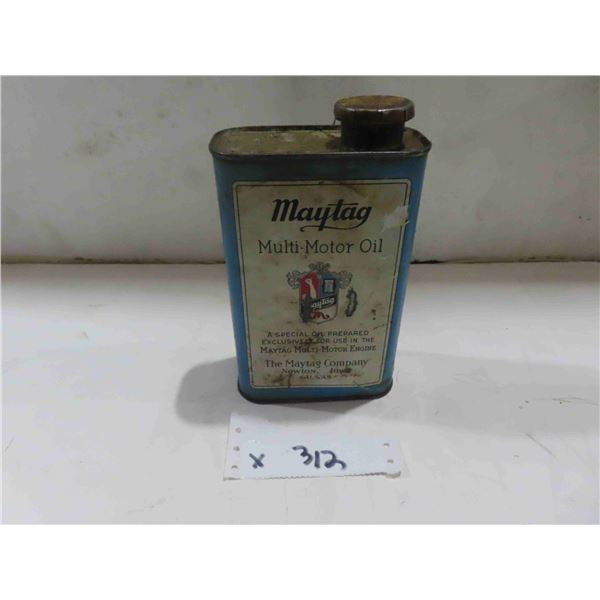 Maytag
Multi-Motor Oil
Maytag
A SPECIAL OIL PREPARED
EXCLUSIVELY FOR USE IN THE
MAYTAG MULTI-MOTOR ENGINE
The Maytag Company
Newton, Iowa
x 312